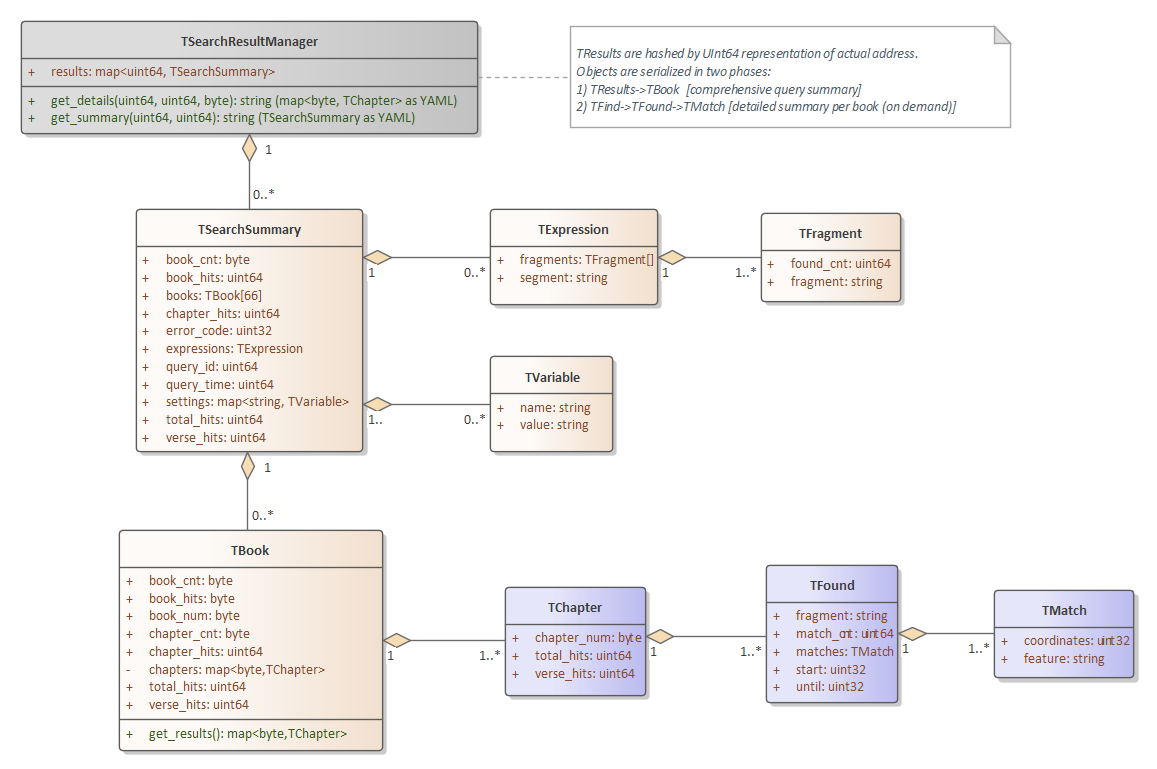 TSearchResultManager
+ results: map<uint64, TSearchSummary>
+ get_details(uint64, uint64, byte): string (map<byte, TChapter> as YAML)
+ get_summary(uint64, uint64): string (TSearchSummary as YAML)
TResults are hashed by UInt64 representation of actual address.
Objects are serialized in two phases:
1) TResults->TBook [comprehensive query summary]
2) TFind->TFound->TMatch [detailed summary per book (on demand)]
1
0..*
TSearchSummary
+ book_cnt: byte
+ book_hits: uint64
+ books: TBook[66]
+ chapter_hits: uint64
+ error_code: uint32
+ expressions: TExpression
+ query_id: uint64
+ query_time: uint64
+ settings: map<string, TVariable>
+ total_hits: uint64
+ verse_hits: uint64
1
0..*
TExpression
+ fragments: TFragment[]
+ segment: string
1
1..*
TFragment
+ found_cnt: uint64
+ fragment: string
1..
0..*
TVariable
+ name: string
+ value: string
1
0..*
TBook
+ book_cnt: byte
+ book_hits: byte
+ book_num: byte
+ chapter_cnt: byte
+ chapter_hits: uint64
- chapters: map<byte,TChapter>
+ total_hits: uint64
+ verse_hits: uint64
+ get_results(): map<byte,TChapter>
1
1..*
TChapter
+ chapter_num: byte
+ total_hits: uint64
+ verse_hits: uint64
1
1..*
TFound
+ fragment: string
+ match_cnt: uint64
+ matches: TMatch
+ start: uint32
+ until: uint32
1
1..*
TMatch
+ coordinates: uint32
+ feature: string